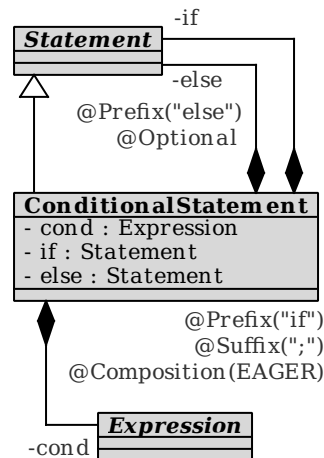 -if
Statement
-else
@Prefix("else")
@Optional
ConditionalStatement
- cond : Expression
- if : Statement
- else : Statement
@Prefix("if")
@Suffix(";")
@Composition(EAGER)
Expression
-cond